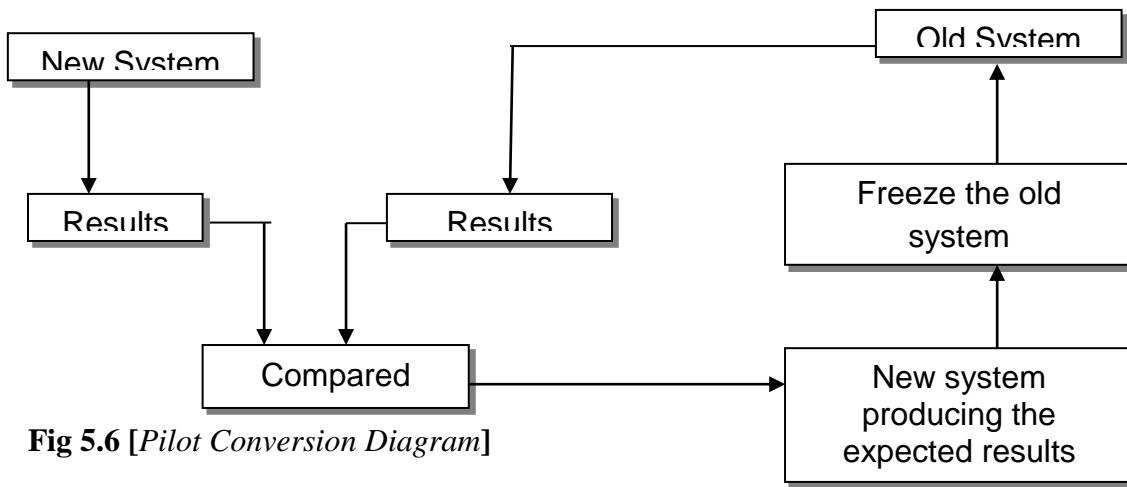 Old System
New System
Results
Results
Freeze the old
system
Compared
New system
producing the
expected results
Fig 5.6 [Pilot Conversion Diagram]